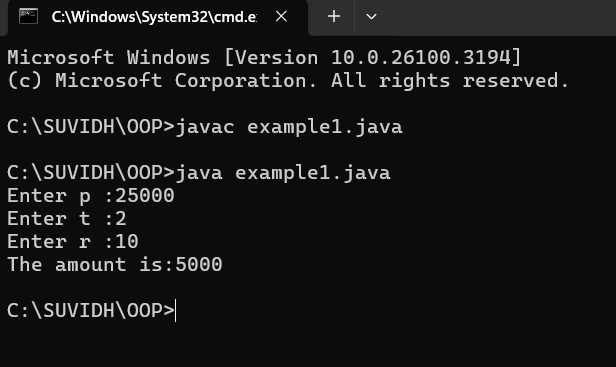 C:\Windows\System32\cmd.e
Microsoft Windows [Version 10.0.26100.3194]
(c) Microsoft Corporation. All rights reserved.
C:\SUVIDH\OOP>javac example1.java
C:\SUVIDH\OOP>java example1.java
Enter p :25000
Enter t :2
Enter r :10
The amount is:5000
C:\SUVIDH\OOP>